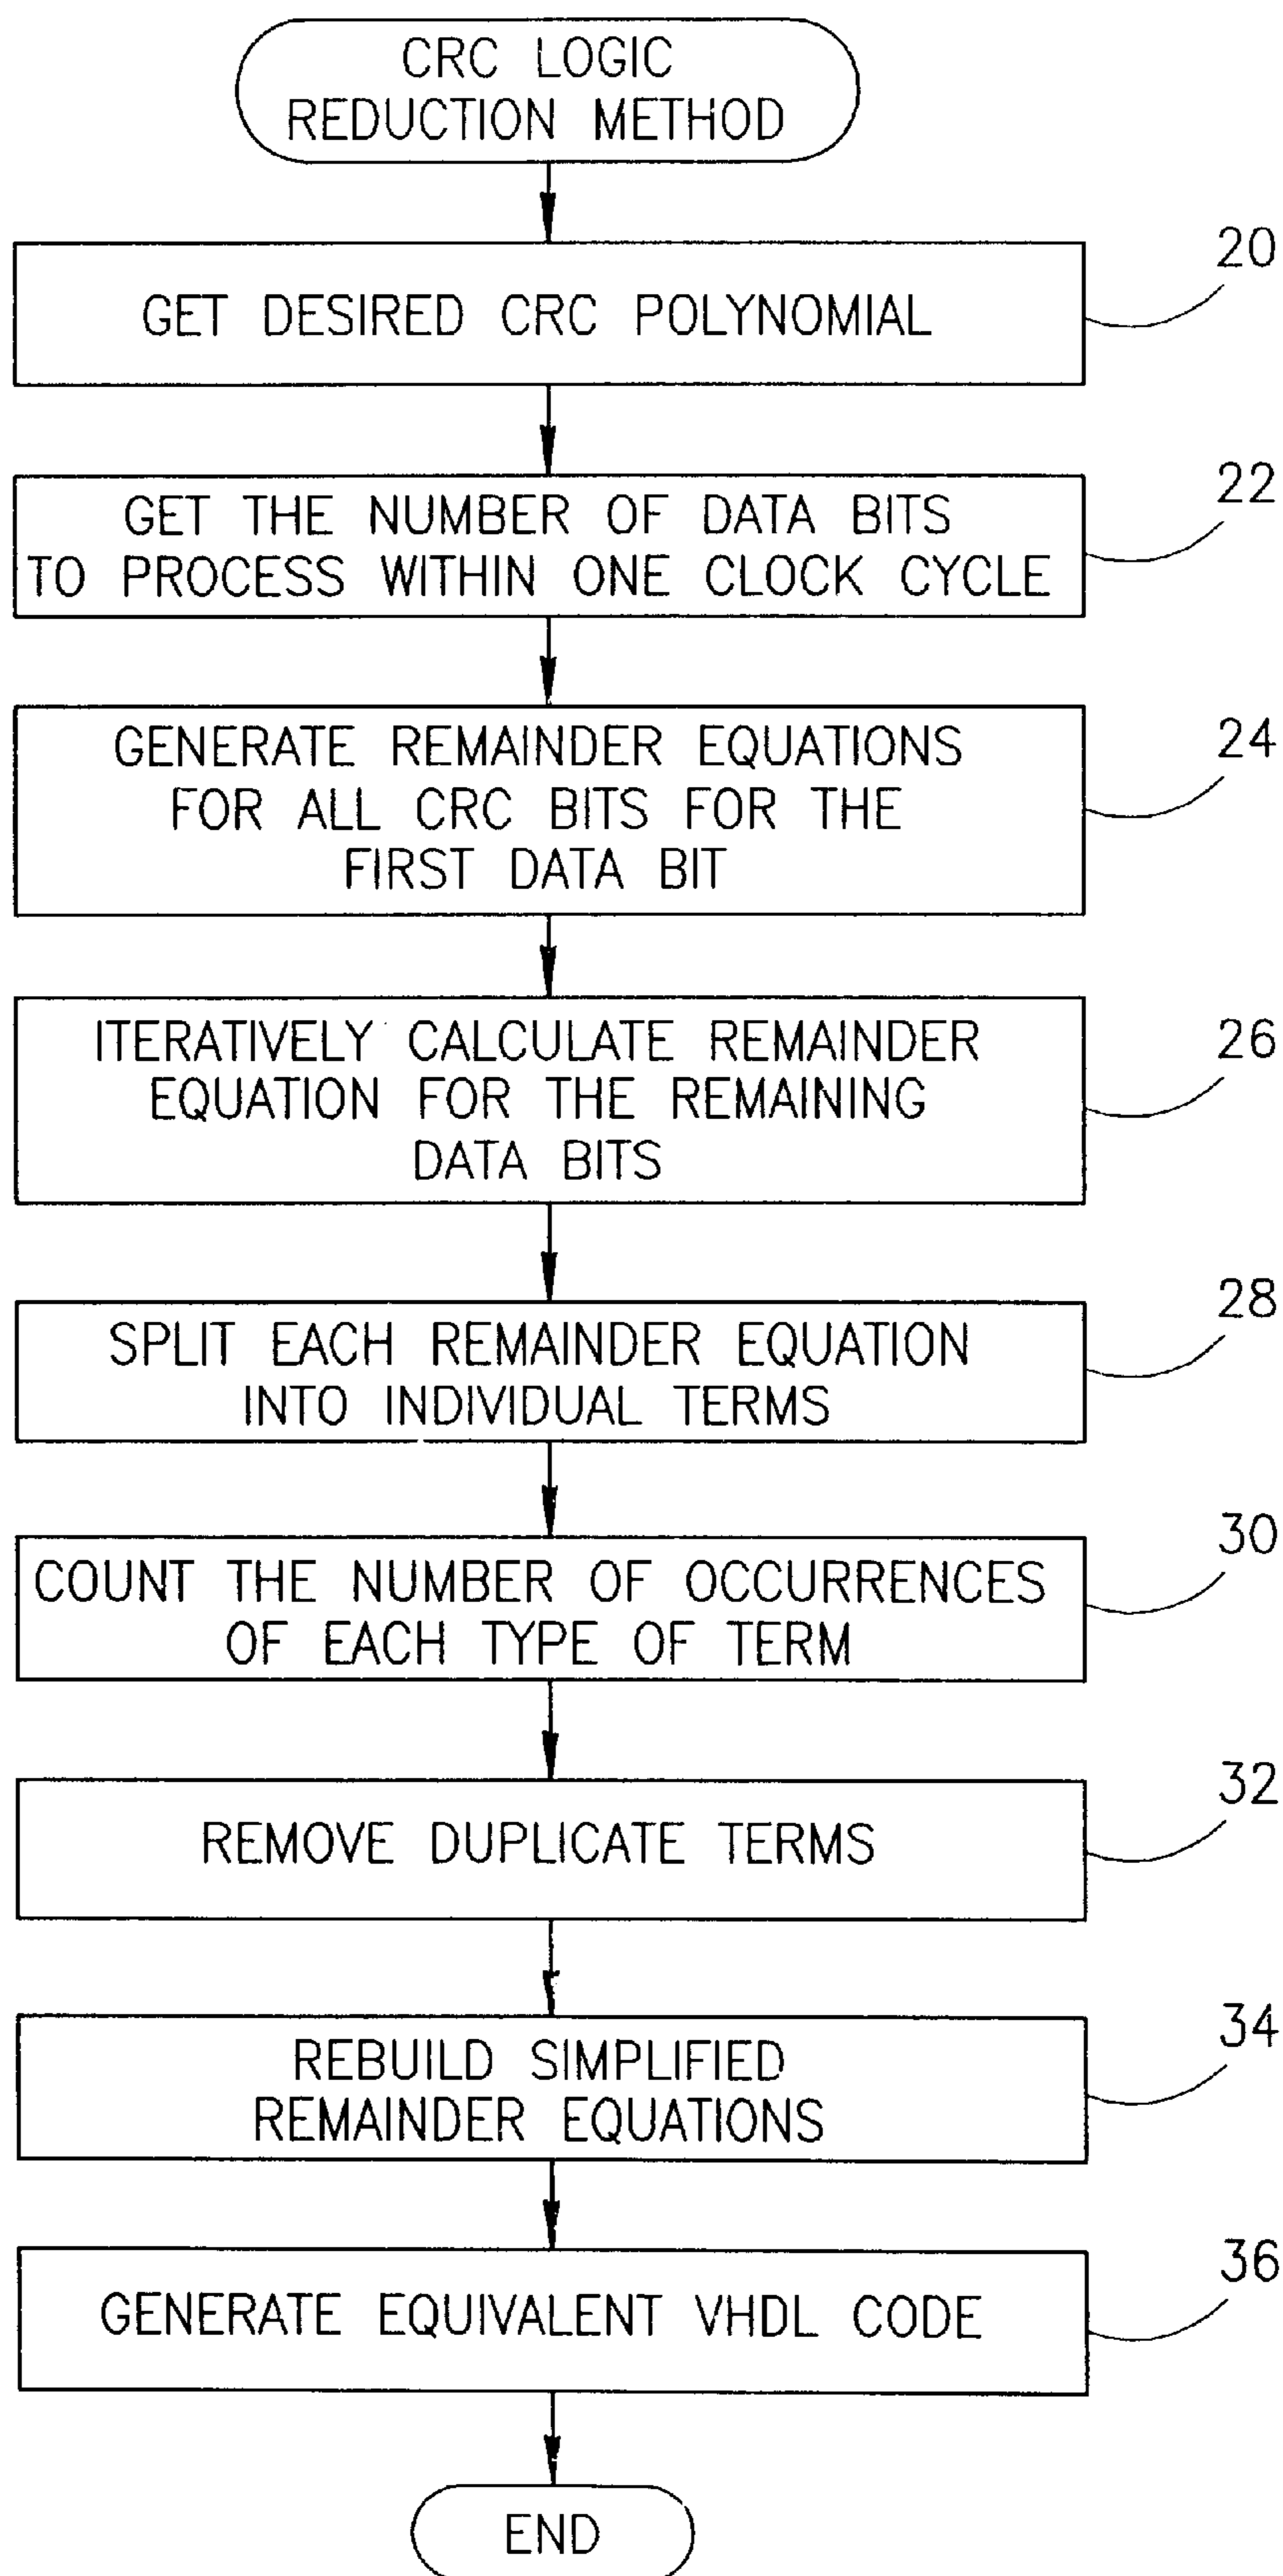 CRC LOGIC
REDUCTION METHOD
20
GET DESIRED CRC POLYNOMIAL
22
GET THE NUMBER OF DATA BITS
TO PROCESS WITHIN ONE CLOCK CYCLE
24
GENERATE REMAINDER EQUATIONS
FOR ALL CRC BITS FOR THE
FIRST DATA BIT
26
ITERATIVELY CALCULATE REMAINDER
EQUATION FOR THE REMAINING
DATA BITS
28
SPLIT EACH REMAINDER EQUATION
INTO INDIVIDUAL TERMS
30
COUNT THE NUMBER OF OCCURRENCES
OF EACH TYPE OF TERM
32
REMOVE DUPLICATE TERMS
34
REBUILD SIMPLIFIED
REMAINDER EQUATIONS
36
GENERATE EQUIVALENT VHDL CODE
END